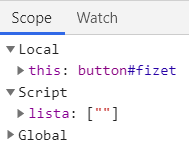 Scope Watch
▼ Local
▶ this: button#fizet
▼ Script
▶ lista: [""]
▶ Global